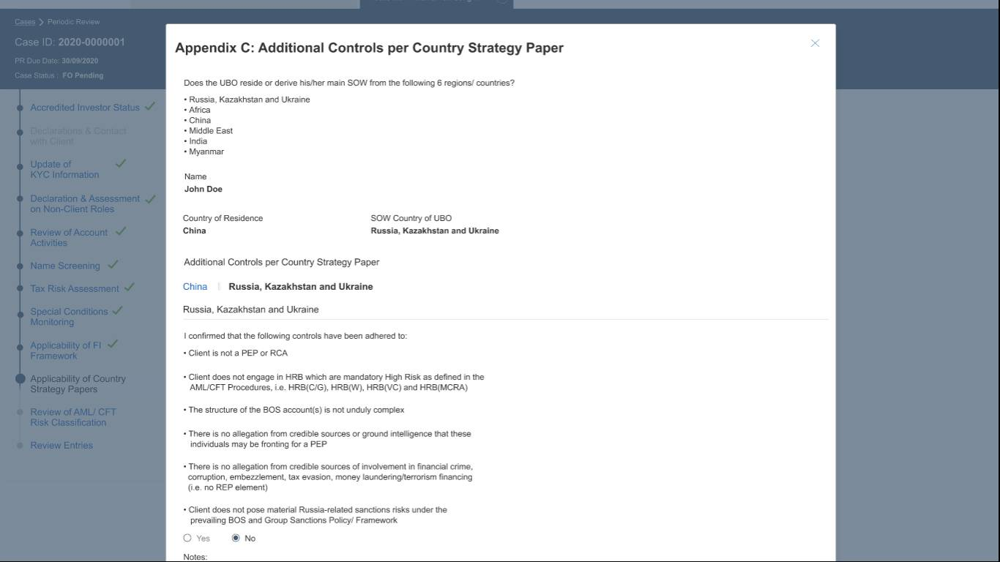 Cases > Periodic Review
Case ID: 2020-0000001
PR Due Date: 30/09/2020
Case Status : FO Pending
Accredited Investor Status
Declarations & Contact
with Client
Update of
KYC Information
Declaration & Assessment
on Non-Client Roles
Review of Account
Activities
Name Screening
Tax Risk Assessment
Special Conditions
Monitoring
Applicability of FI
Framework
Applicability of Country
Strategy Papers
Review of AML/ CFT
Risk Classification
Review Entries
Appendix C: Additional Controls per Country Strategy Paper
Does the UBO reside or derive his/her main SOW from the following 6 regions/ countries?
• Russia, Kazakhstan and Ukraine
• Africa
• China
• Middle East
• India
• Myanmar
Name
John Doe
Country of Residence SOW Country of UBO
China Russia, Kazakhstan and Ukraine
Additional Controls per Country Strategy Paper
China | Russia, Kazakhstan and Ukraine
Russia, Kazakhstan and Ukraine
I confirmed that the following controls have been adhered to:
• Client is not a PEP or RCA
• Client does not engage in HRB which are mandatory High Risk as defined in the
AML/CFT Procedures, i.e. HRB(C/G), HRB(W), HRB(VC) and HRB(MCRA)
• The structure of the BOS account(s) is not unduly complex
• There is no allegation from credible sources or ground intelligence that these
individuals may be fronting for a PEP
• There is no allegation from credible sources of involvement in financial crime,
corruption, embezzlement, tax evasion, money laundering/terrorism financing
(i.e. no REP element)
• Client does not pose material Russia-related sanctions risks under the
prevailing BOS and Group Sanctions Policy/ Framework
Yes No
Notes: